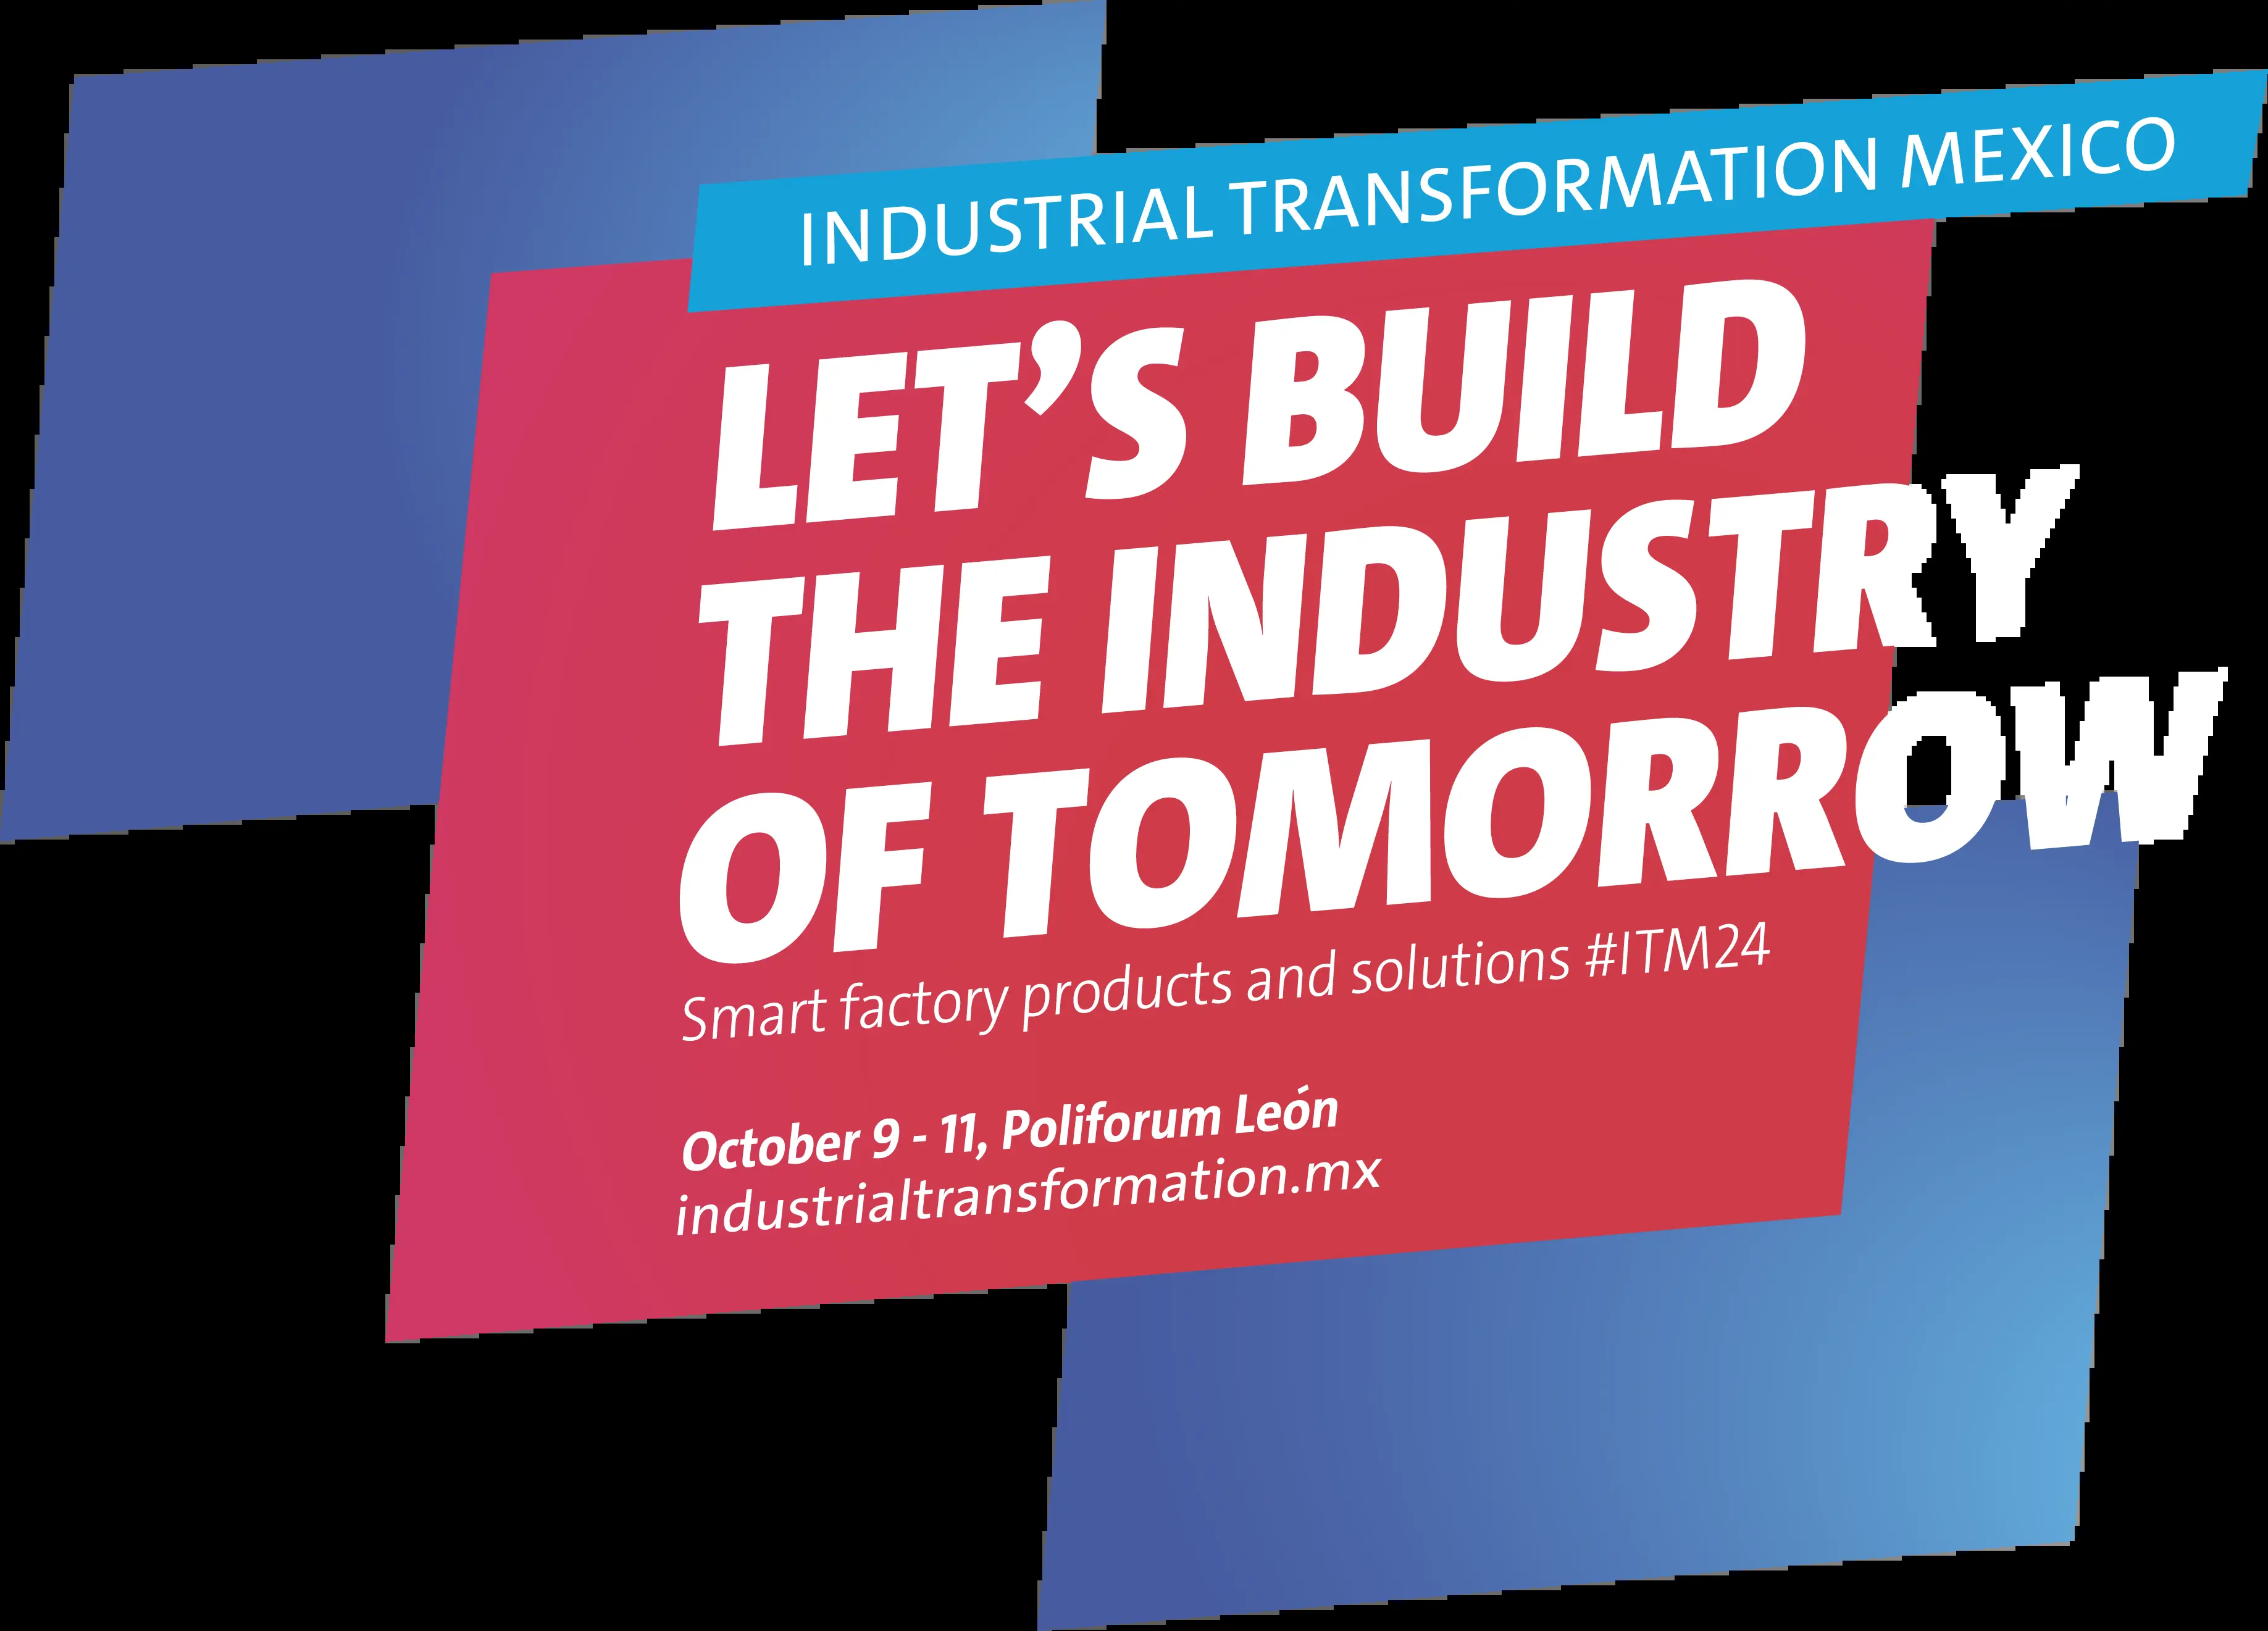 INDUSTRIAL TRANSFORMATION MEXICO
LET'S BUILD
THE INDUSTRY
OF TOMORROW
Smart factory products and solutions #ITM24
October 9 - 11, Poliforum León
industrialtransformation.mx